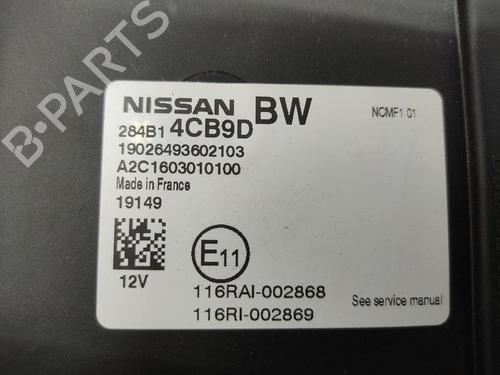 NISSAN BW
NCMF1 01
284B1 4CB9D
19026493602103
A2C1603010100
Made in France
19149
E11
12V
116RAI-002868
116RI-002869
See service manual
B-PARTS